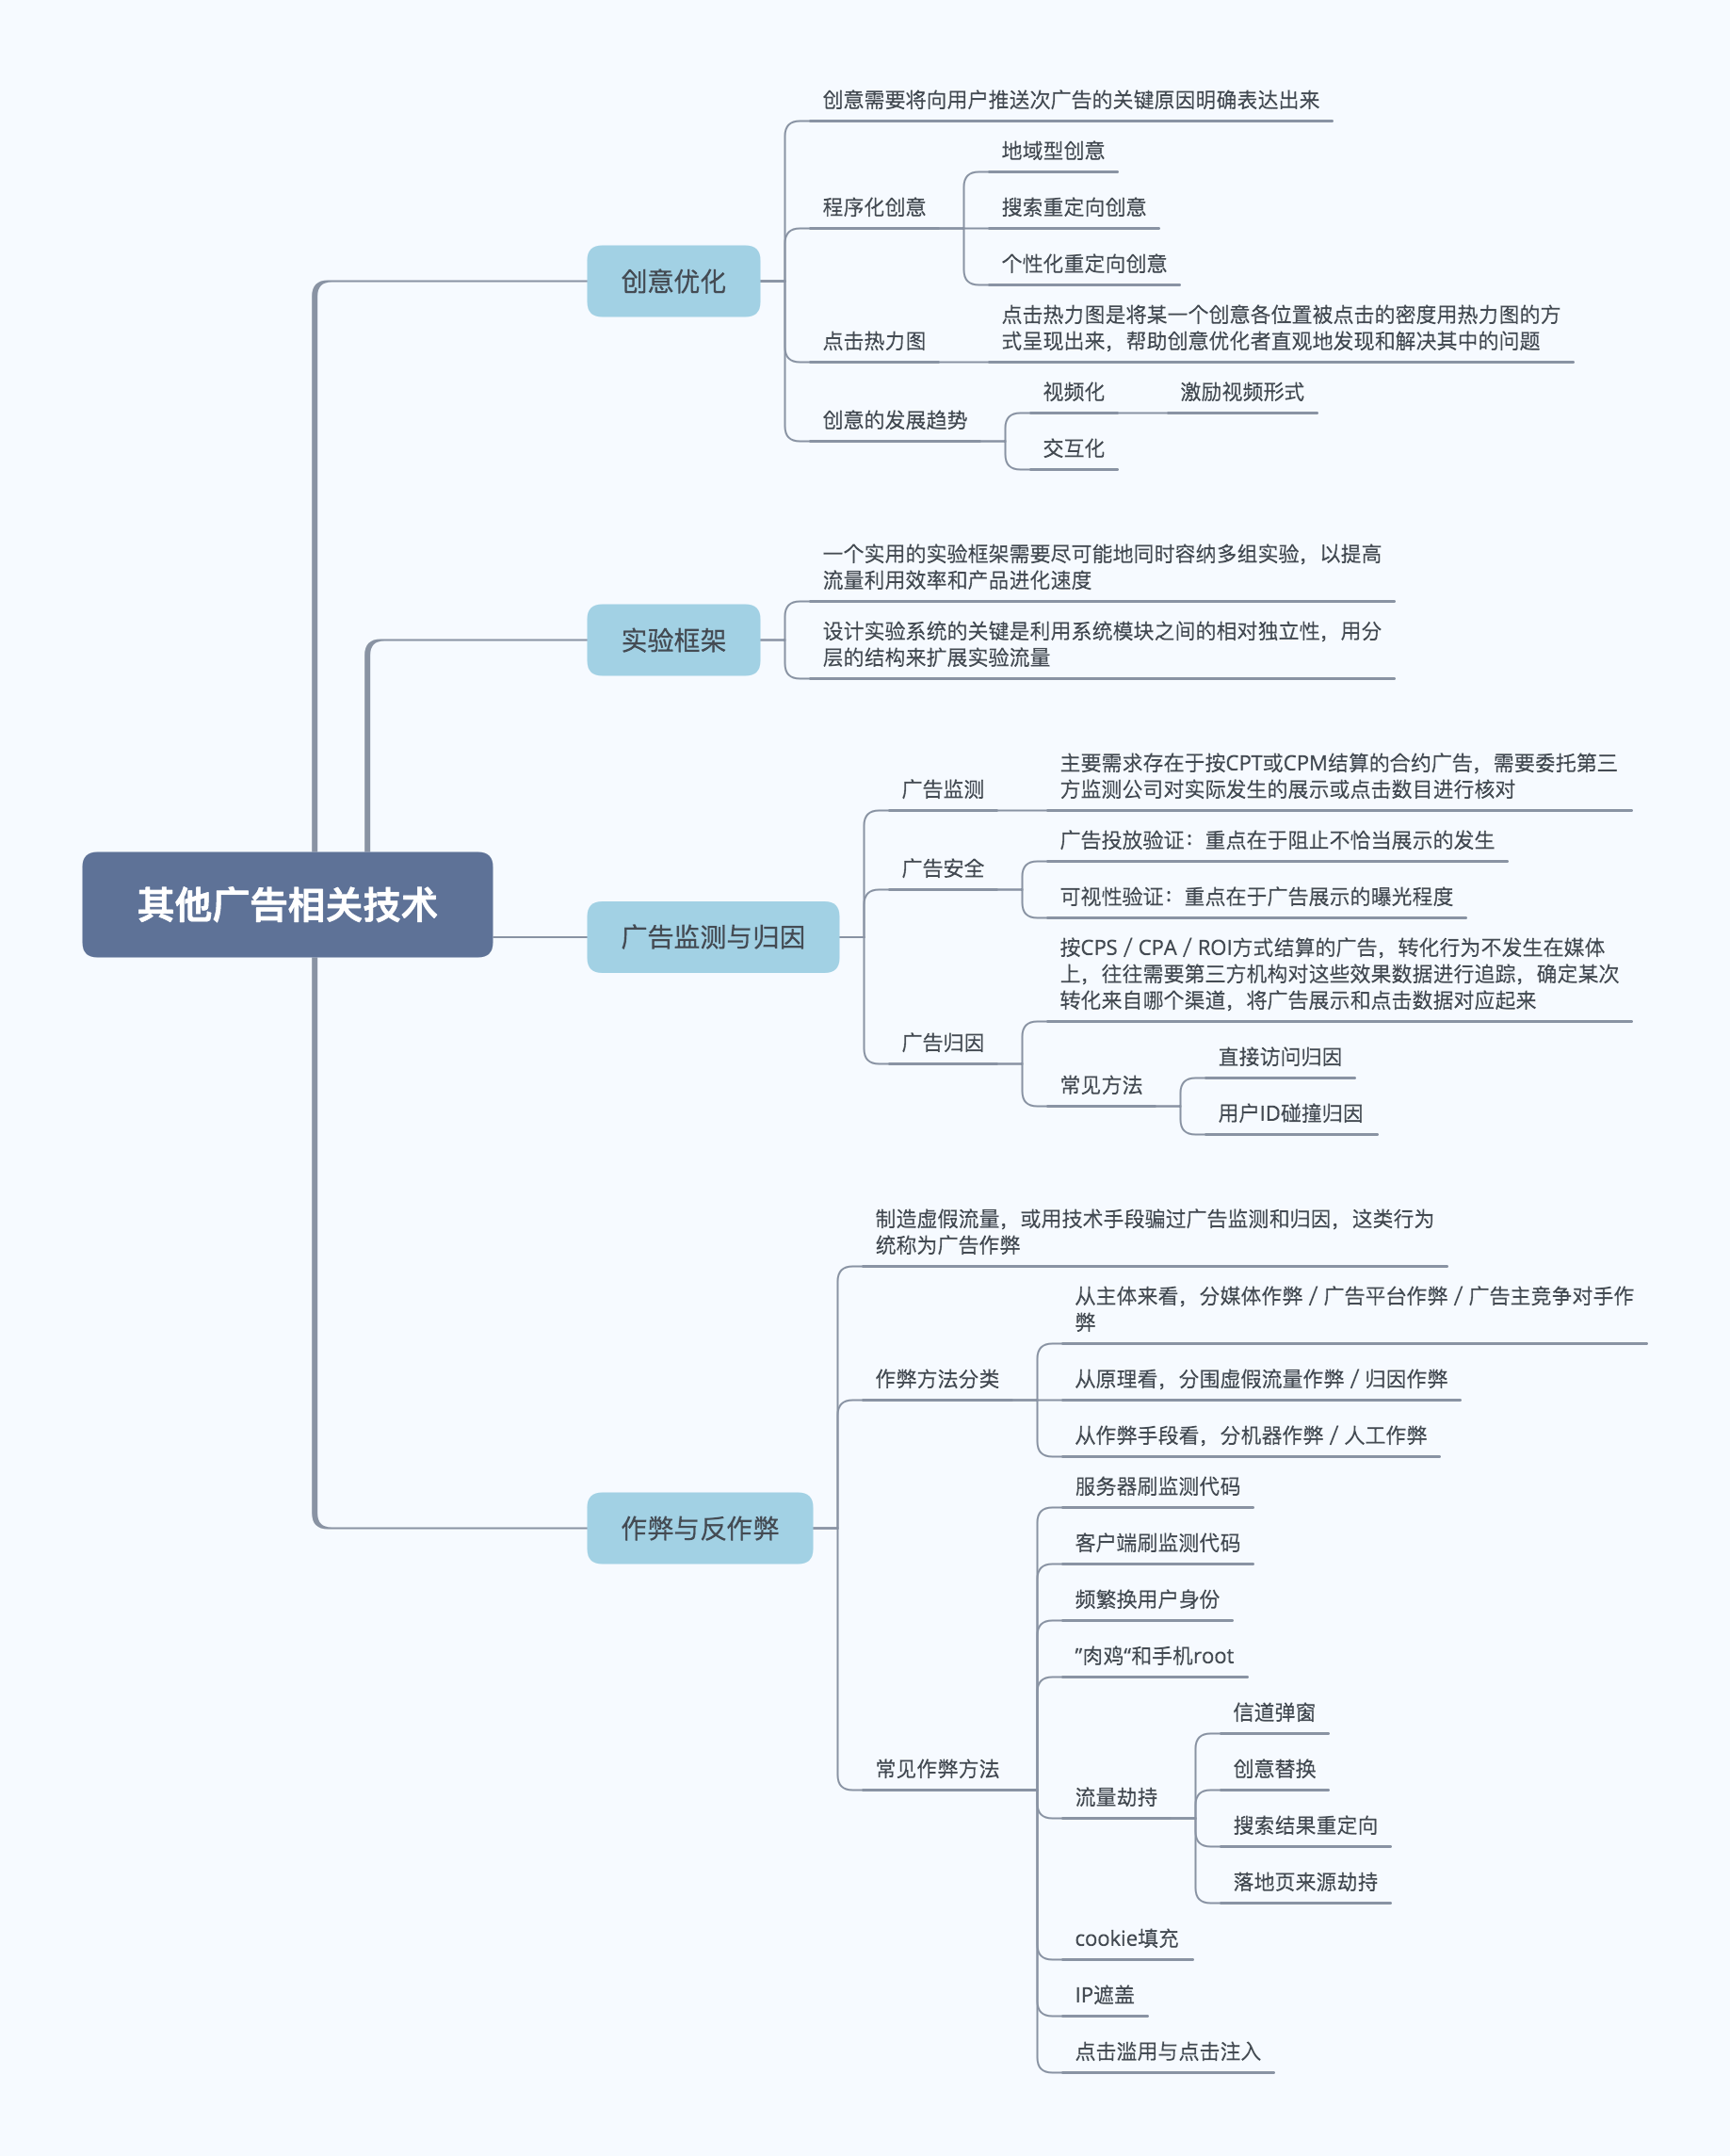 其他广告相关技术
创意优化
创意需要将向用户推送次广告的关键原因明确表达出来
程序化创意
地域型创意
搜索重定向创意
个性化重定向创意
点击热力图
点击热力图是将某一个创意各位置被点击的密度用热力图的方
式呈现出来，帮助创意优化者直观地发现和解决其中的问题
创意的发展趋势
视频化
激励视频形式
交互化
实验框架
一个实用的实验框架需要尽可能地同时容纳多组实验，以提高
流量利用效率和产品进化速度
设计实验系统的关键是利用系统模块之间的相对独立性，用分
层的结构来扩展实验流量
广告监测与归因
广告监测
主要需求存在于按CPT或CPM结算的合约广告，需要委托第三
方监测公司对实际发生的展示或点击数目进行核对
广告安全
广告投放验证：重点在于阻止不恰当展示的发生
可视性验证：重点在于广告展示的曝光程度
广告归因
按CPS / CPA / ROI方式结算的广告，转化行为不发生在媒体
上，往往需要第三方机构对这些效果数据进行追踪，确定某次
转化来自哪个渠道，将广告展示和点击数据对应起来
常见方法
直接访问归因
用户ID碰撞归因
作弊与反作弊
制造虚假流量，或用技术手段骗过广告监测和归因，这类行为
统称为广告作弊
作弊方法分类
从主体来看，分媒体作弊 / 广告平台作弊 / 广告主竞争对手作
弊
从原理看，分围虚假流量作弊 / 归因作弊
从作弊手段看，分机器作弊 / 人工作弊
常见作弊方法
服务器刷监测代码
客户端刷监测代码
频繁换用户身份
”肉鸡“和手机root
流量劫持
信道弹窗
创意替换
搜索结果重定向
落地页来源劫持
cookie填充
IP遮盖
点击滥用与点击注入